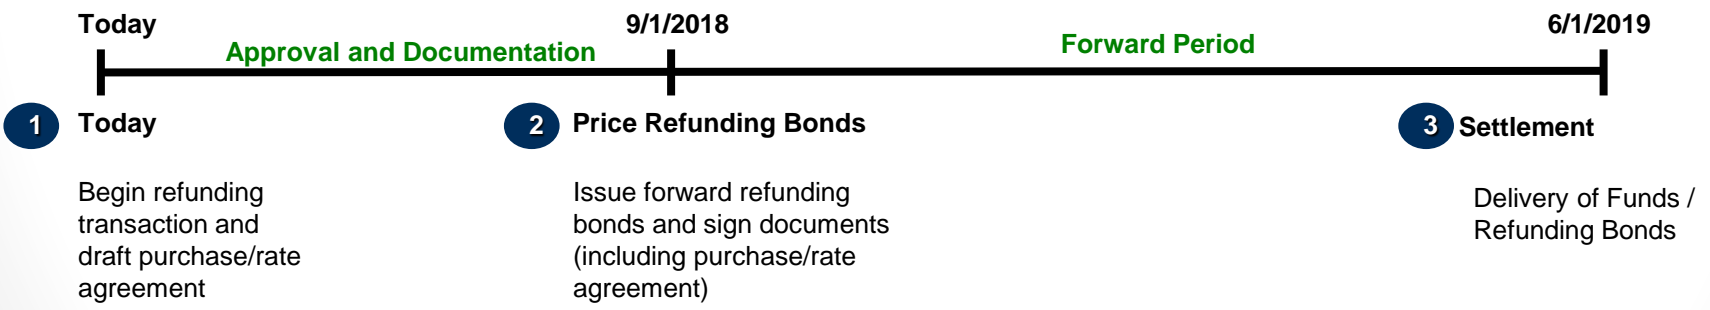 Today
9/1/2018
6/1/2019
Approval and Documentation
Forward Period
1
Today
2
Price Refunding Bonds
3
Settlement
Begin refunding
transaction and
draft purchase/rate
agreement
Issue forward refunding
bonds and sign documents
(including purchase/rate
agreement)
Delivery of Funds /
Refunding Bonds